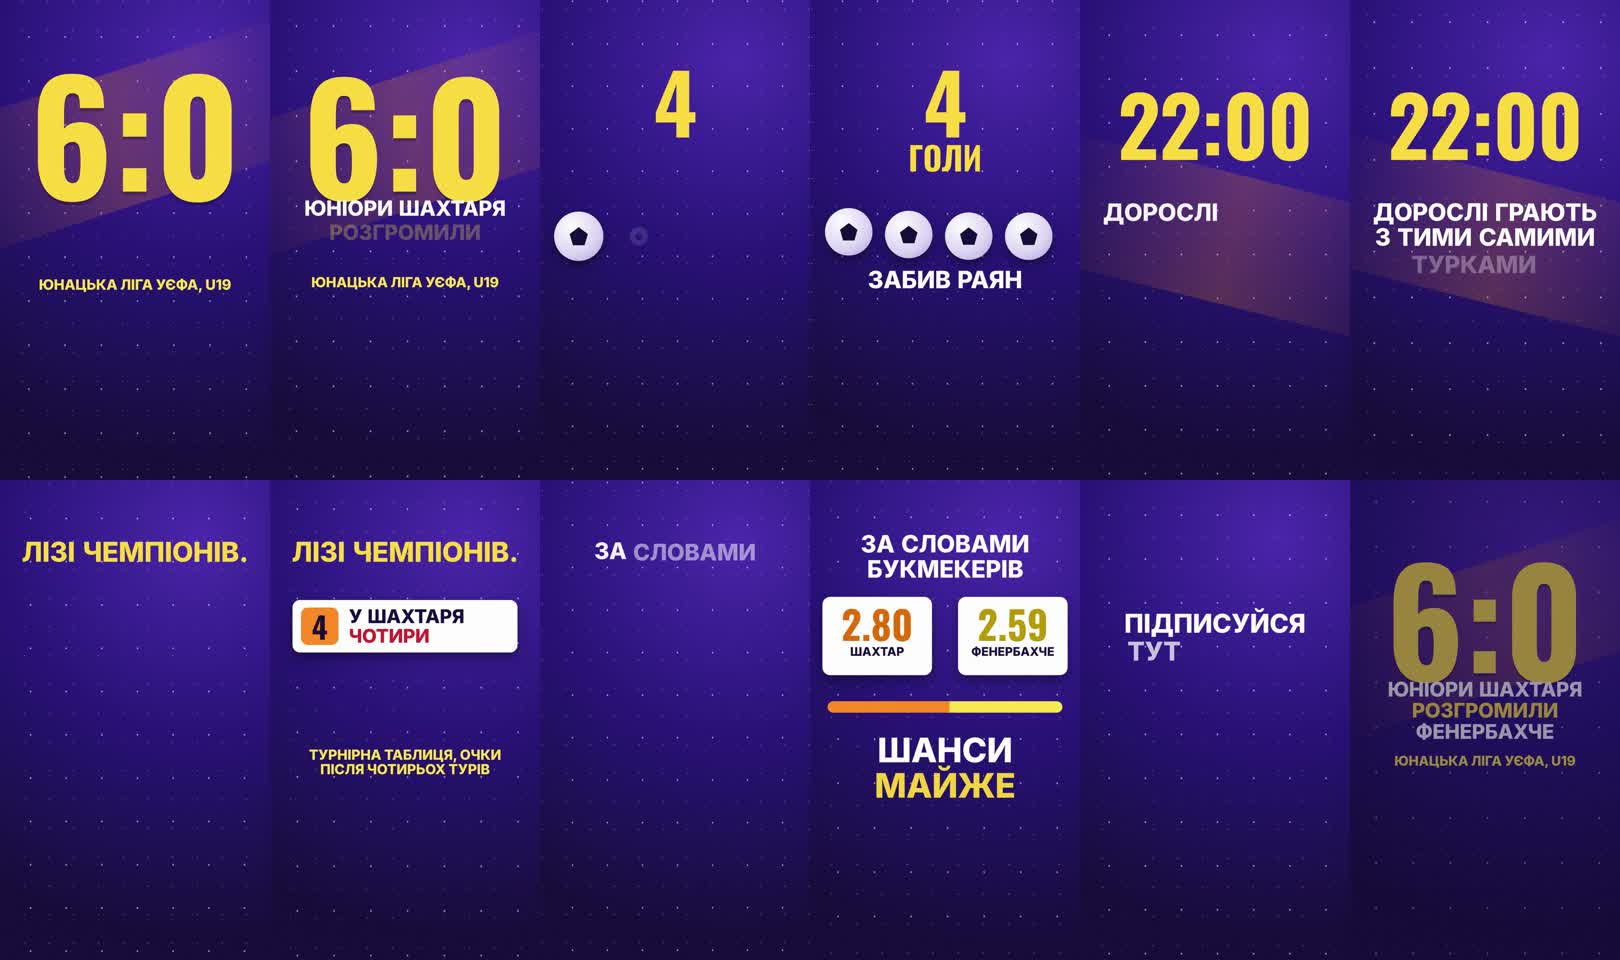 6:0
ЮНАЦЬКА ЛІГА УЄФА, U19
6:0
ЮНІОРИ ШАХТАРЯ
РОЗГРОМИЛИ
ЮНАЦЬКА ЛІГА УЄФА, U19
4
4
ГОЛИ
ЗАБИВ РАЯН
22:00
ДОРОСЛІ
22:00
ДОРОСЛІ ГРАЮТЬ
З ТИМИ САМИМИ
ТУРКАМИ
ЛІЗІ ЧЕМПІОНІВ.
ЛІЗІ ЧЕМПІОНІВ.
4
У ШАХТАРЯ
ЧОТИРИ
ТУРНІРНА ТАБЛИЦЯ, ОЧКИ
ПІСЛЯ ЧОТИРЬОХ ТУРІВ
ЗА СЛОВАМИ
ЗА СЛОВАМИ
БУКМЕКЕРІВ
2.80
ШАХТАР
2.59
ФЕНЕРБАХЧЕ
ШАНСИ
МАЙЖЕ
ПІДПИСУЙСЯ
ТУТ
6:0
ЮНІОРИ ШАХТАРЯ
РОЗГРОМИЛИ
ФЕНЕРБАХЧЕ
ЮНАЦЬКА ЛІГА УЄФА, U19